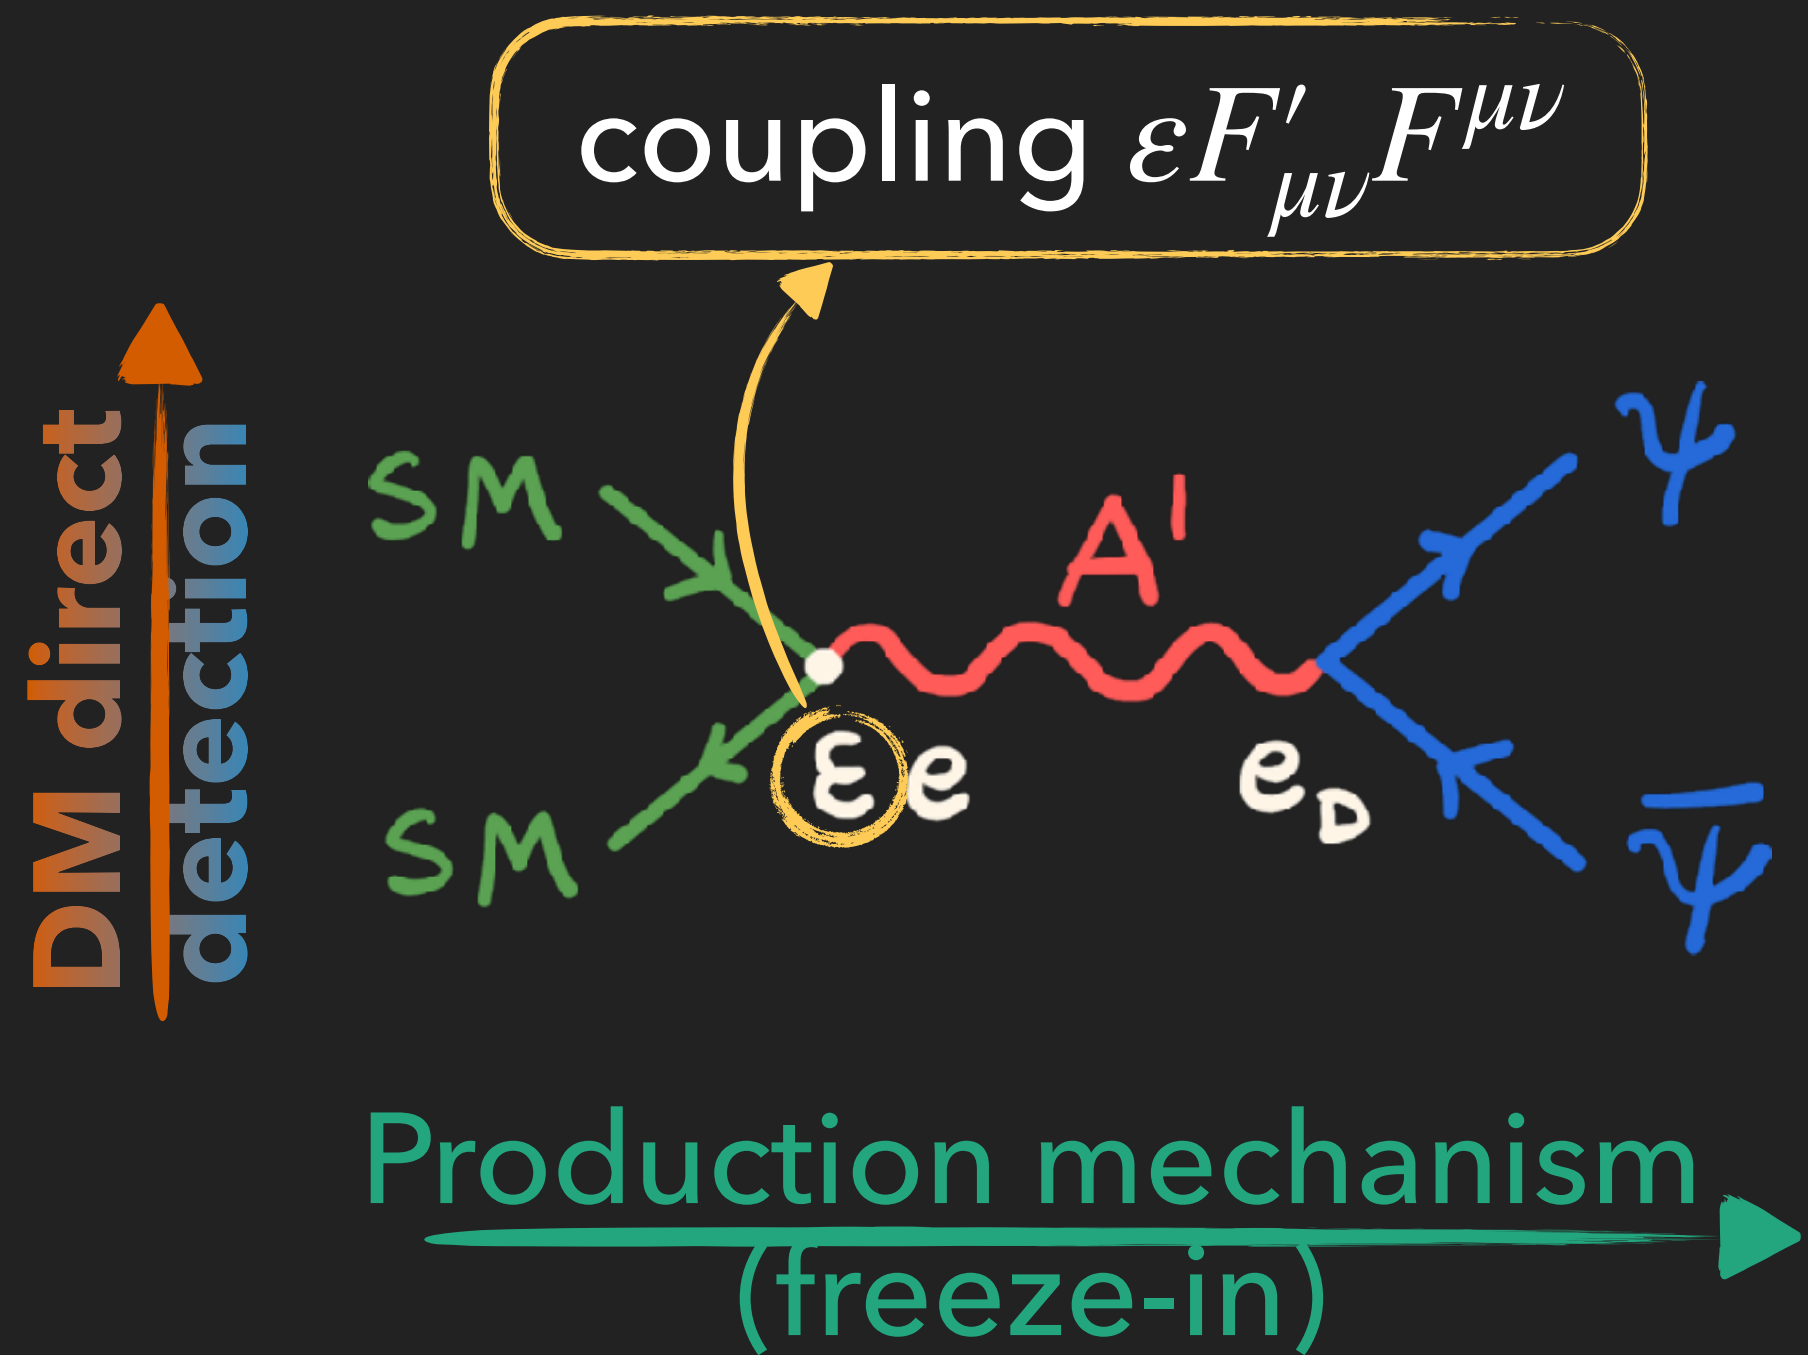 coupling εF′μνFμν
DM direct
detection
SM
A'
Ψ
SM
εe
eD
Ψ̅
Production mechanism
(freeze-in)